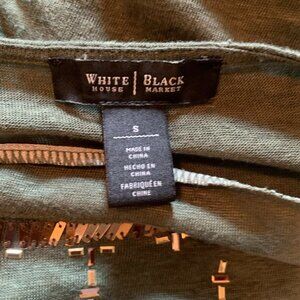 WHITE | BLACK
HOUSE | MARKET
S
MADE IN
CHINA
HECHO EN
CHINA
FABRIQUÉ EN
CHINE